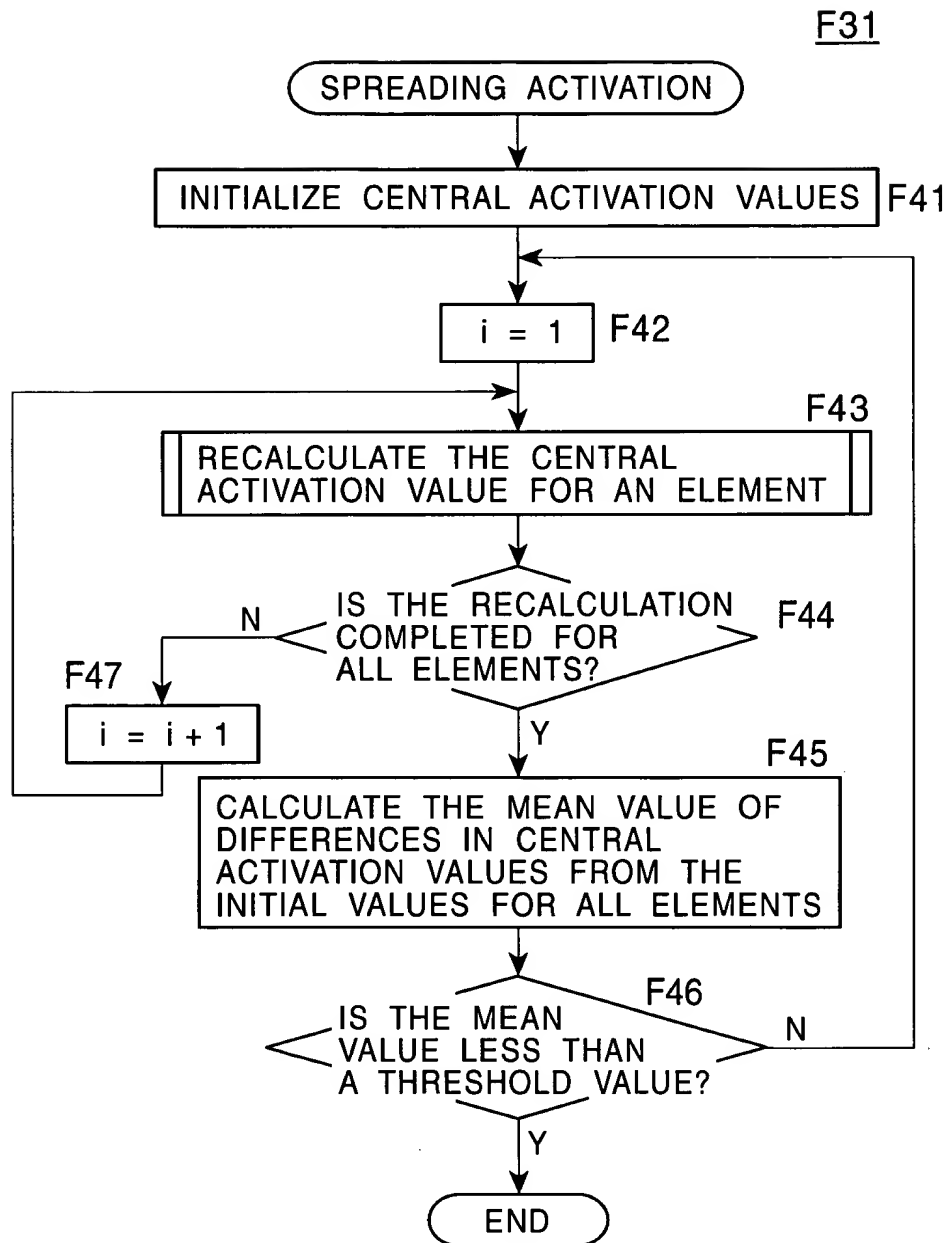 F31
SPREADING ACTIVATION
INITIALIZE CENTRAL ACTIVATION VALUES
F41
i = 1
F42
F43
RECALCULATE THE CENTRAL
ACTIVATION VALUE FOR AN ELEMENT
IS THE RECALCULATION
COMPLETED FOR
ALL ELEMENTS?
F44
N
F47
i = i + 1
Y
F45
CALCULATE THE MEAN VALUE OF
DIFFERENCES IN CENTRAL
ACTIVATION VALUES FROM THE
INITIAL VALUES FOR ALL ELEMENTS
F46
IS THE MEAN
VALUE LESS THAN
A THRESHOLD VALUE?
N
Y
END